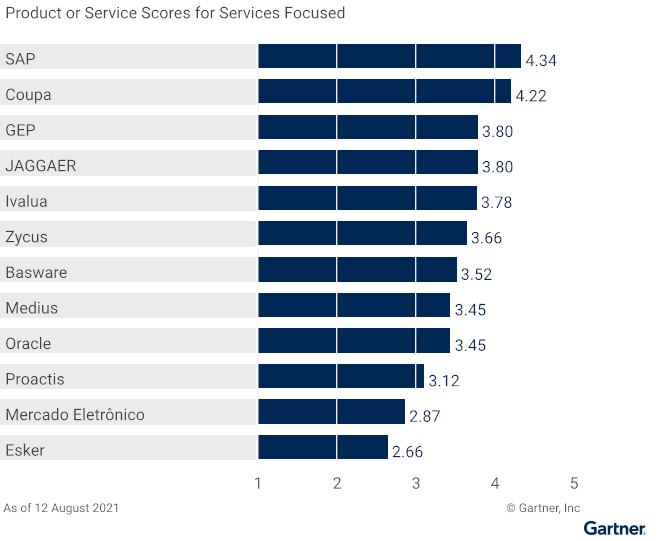 Product or Service Scores for Services Focused
SAP 4.34
Coupa 4.22
GEP 3.80
JAGGAER 3.80
Ivalua 3.78
Zycus 3.66
Basware 3.52
Medius 3.45
Oracle 3.45
Proactis 3.12
Mercado Eletrônico 2.87
Esker 2.66
1 2 3 4 5
As of 12 August 2021 © Gartner, Inc
Gartner.